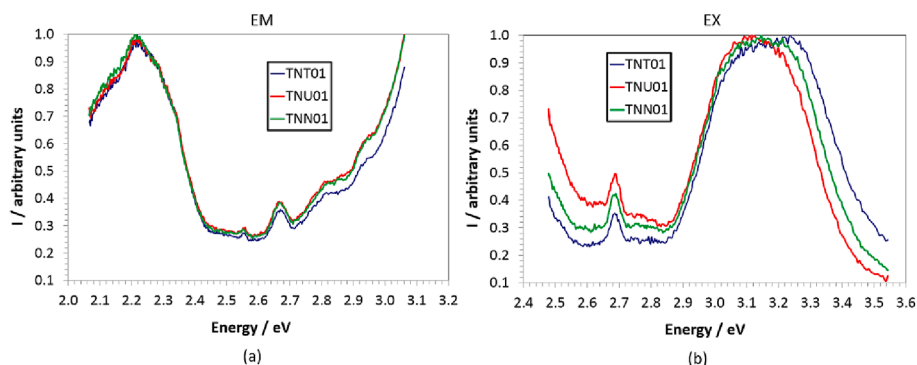 EM
I / arbitrary units
1.0
0.9
0.8
0.7
0.6
0.5
0.4
0.3
0.2
0.1
TNT01
TNU01
TNN01
2.0 2.1 2.2 2.3 2.4 2.5 2.6 2.7 2.8 2.9 3.0 3.1 3.2
Energy / eV
(a)
EX
I / arbitrary units
1.0
0.9
0.8
0.7
0.6
0.5
0.4
0.3
0.2
0.1
TNT01
TNU01
TNN01
2.4 2.5 2.6 2.7 2.8 2.9 3.0 3.1 3.2 3.3 3.4 3.5 3.6
Energy / eV
(b)